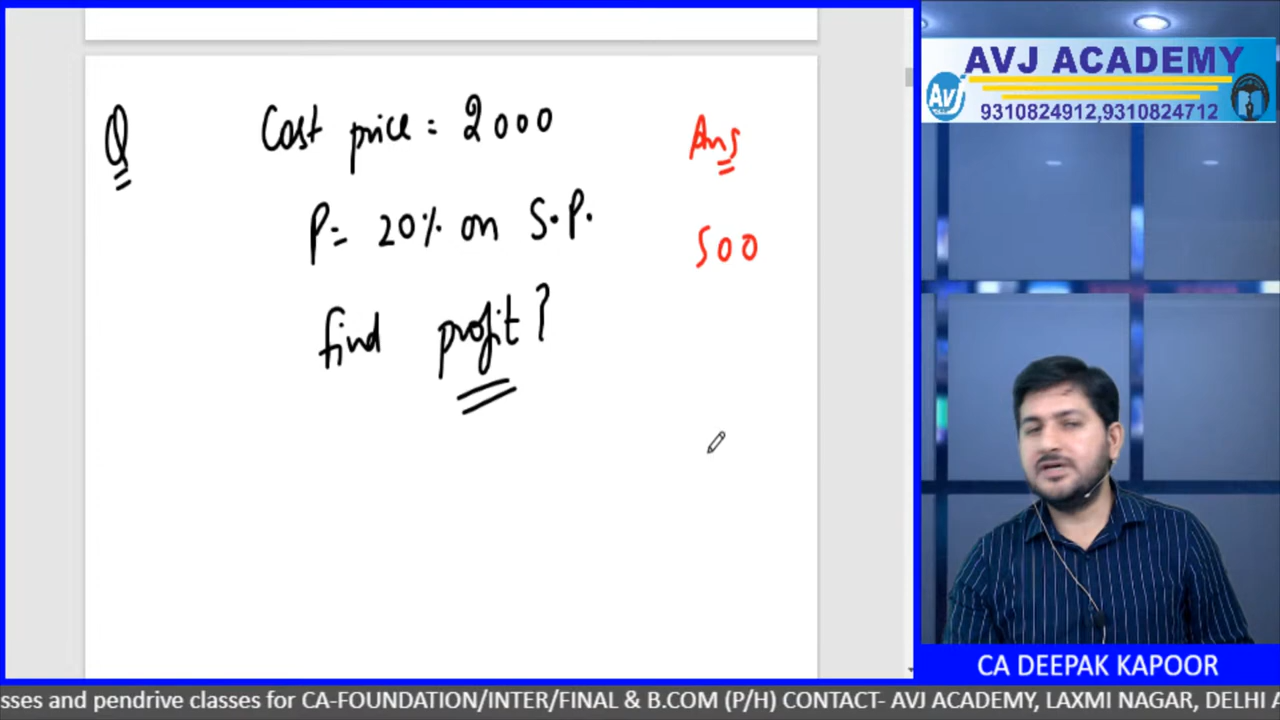 Q Cost price = 2000
P= 20% on S.P.
find profit?
Ans
500
AVJ ACADEMY
AV
9310824912,9310824712
CA DEEPAK KAPOOR
sses and pendrive classes for CA-FOUNDATION/INTER/FINAL & B.COM (P/H) CONTACT- AVJ ACADEMY, LAXMI NAGAR, DELHI